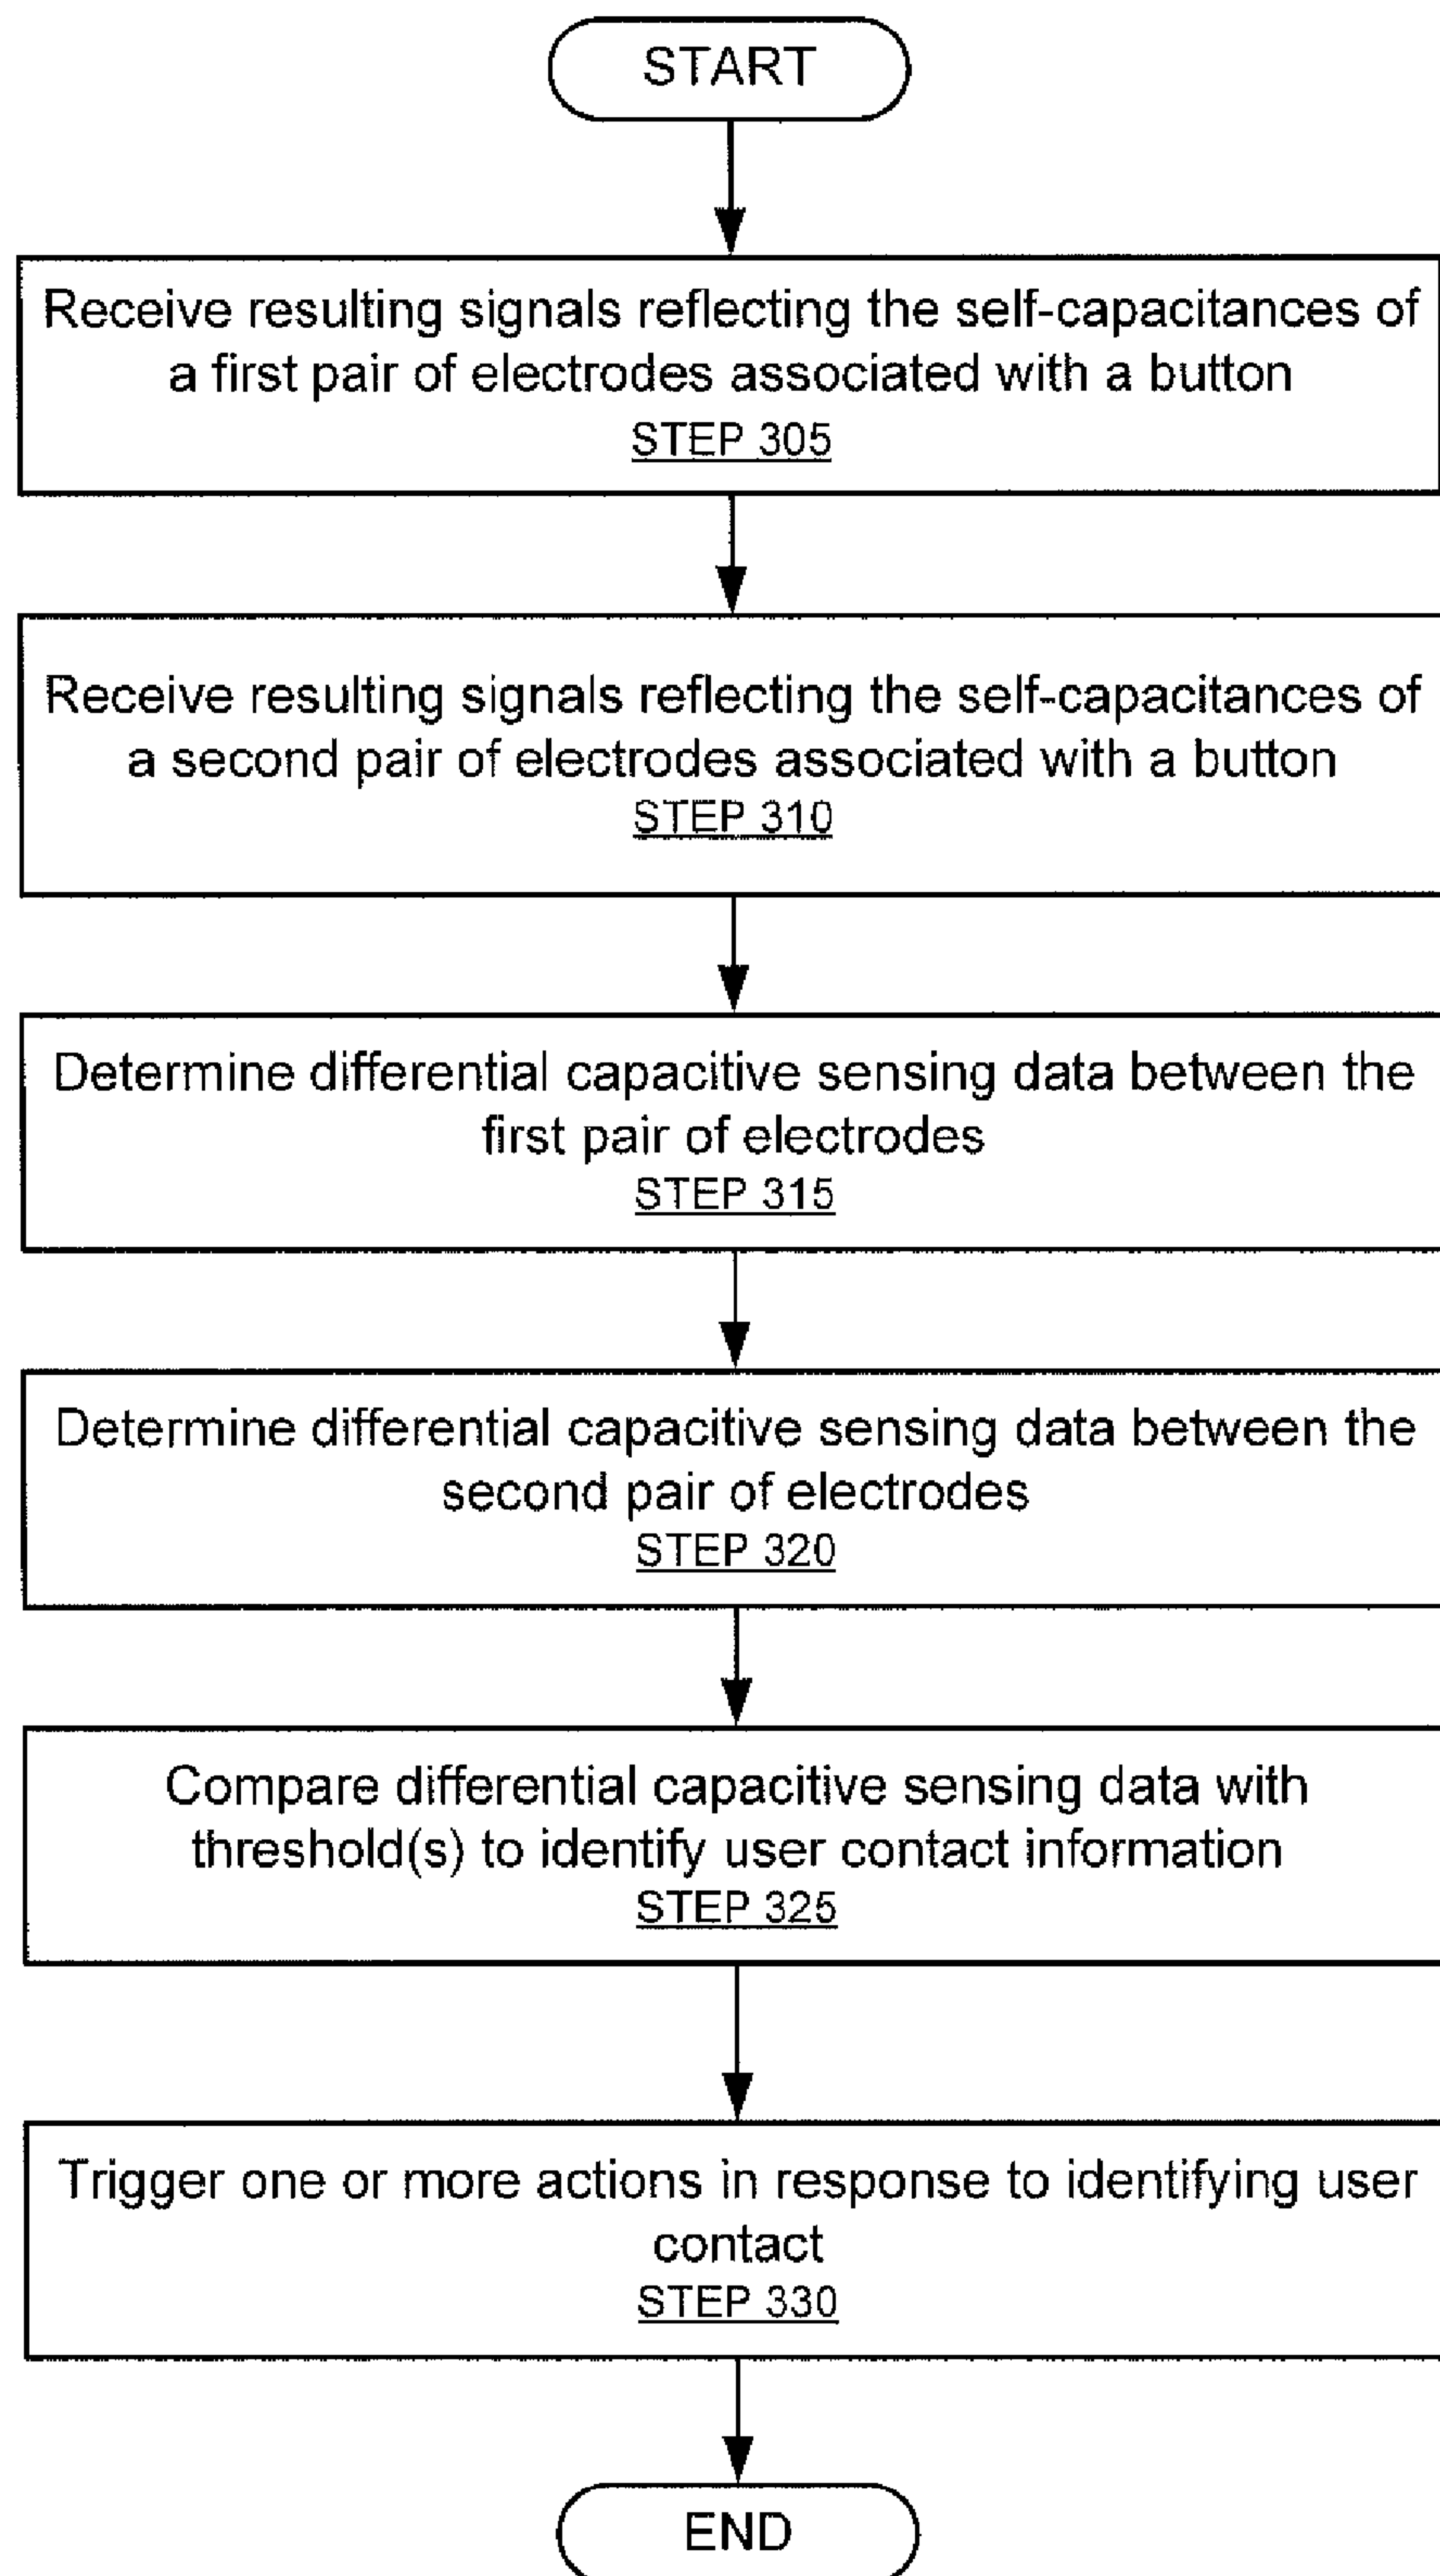 START
Receive resulting signals reflecting the self-capacitances of
a first pair of electrodes associated with a button
STEP 305
Receive resulting signals reflecting the self-capacitances of
a second pair of electrodes associated with a button
STEP 310
Determine differential capacitive sensing data between the
first pair of electrodes
STEP 315
Determine differential capacitive sensing data between the
second pair of electrodes
STEP 320
Compare differential capacitive sensing data with
threshold(s) to identify user contact information
STEP 325
Trigger one or more actions in response to identifying user
contact
STEP 330
END